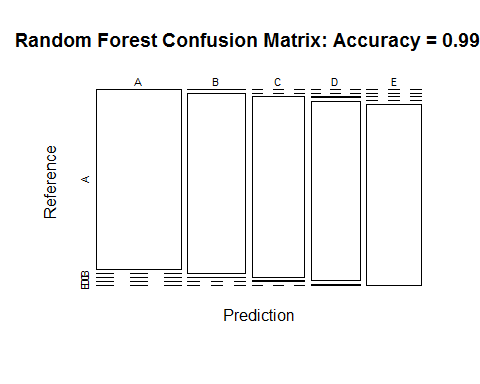 Random Forest Confusion Matrix: Accuracy = 0.99
A B C D E
Reference
A
Prediction